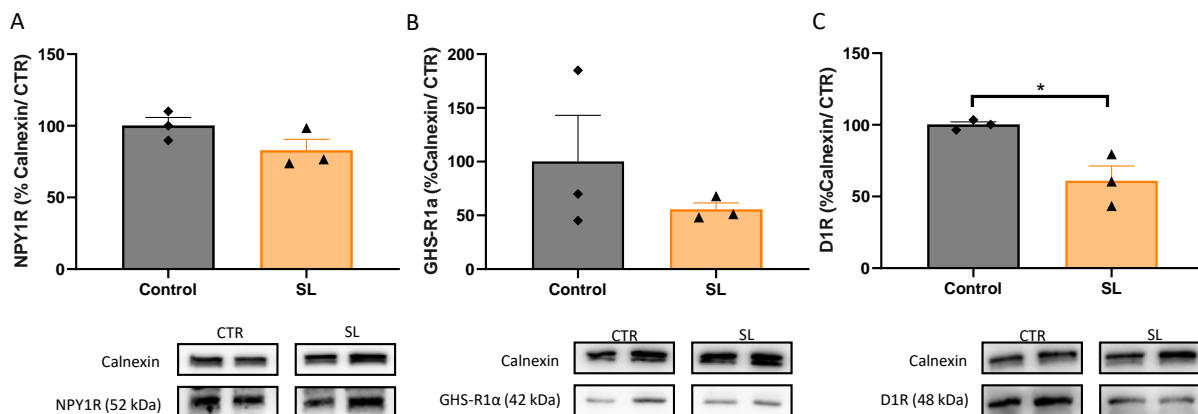 A
NPY1R (% Calnexin/ CTR)
150
100
50
0
Control
SL
CTR
SL
Calnexin
NPY1R (52 kDa)
B
GHS-R1a (%Calnexin/ CTR)
200
150
100
50
0
Control
SL
CTR
SL
Calnexin
GHS-R1α (42 kDa)
C
D1R (%Calnexin/ CTR)
150
100
50
0
*
Control
SL
CTR
SL
Calnexin
D1R (48 kDa)